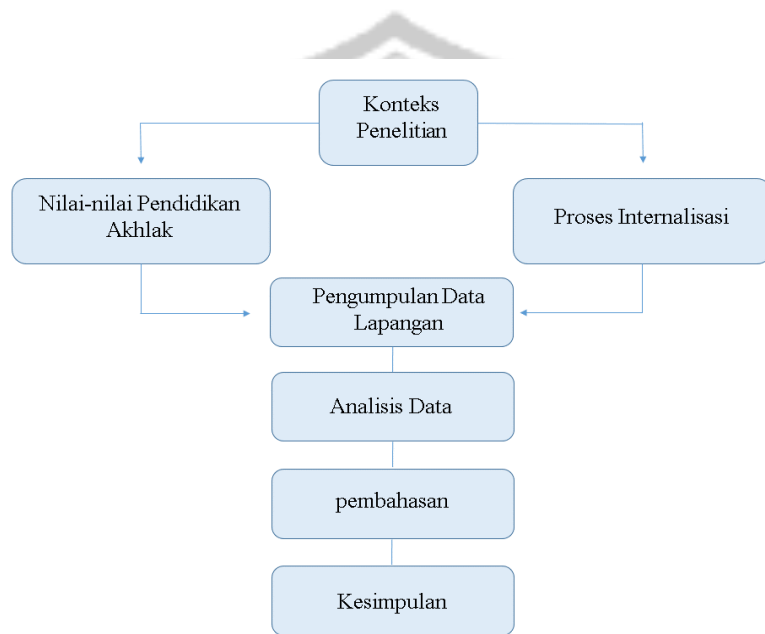 Konteks
Penelitian
Nilai-nilai Pendidikan
Akhlak
Proses Internalisasi
Pengumpulan Data
Lapangan
Analisis Data
pembahasan
Kesimpulan